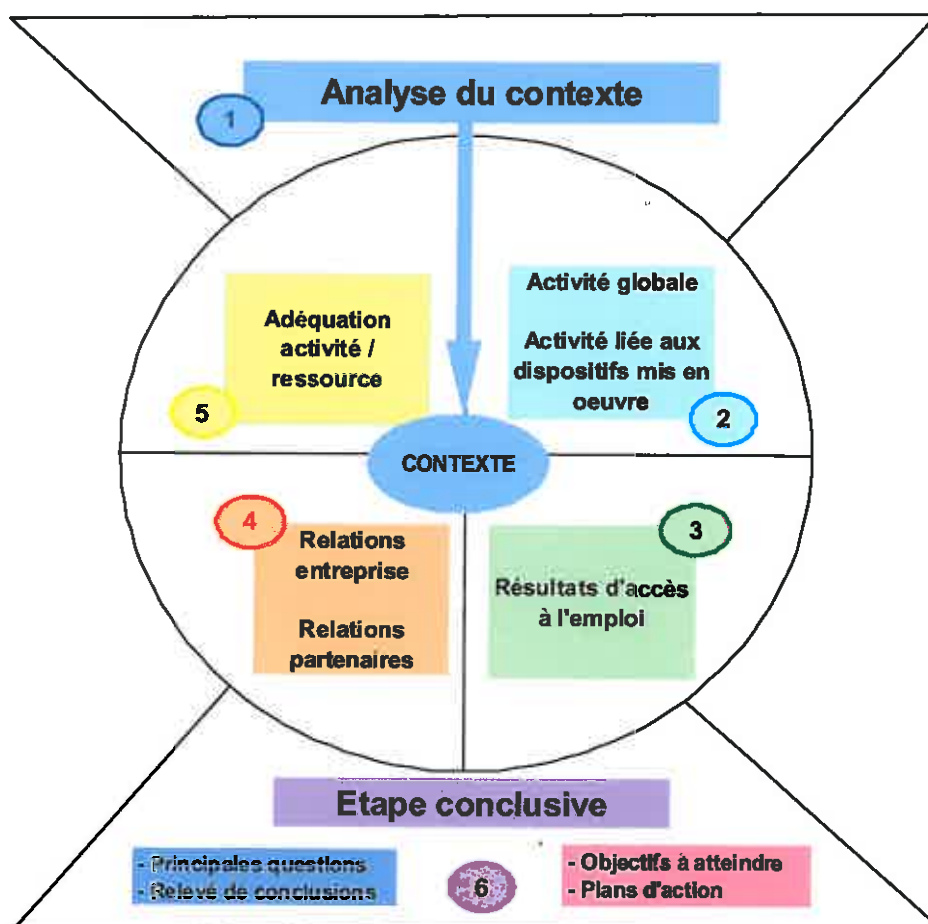 Analyse du contexte
1
Activité globale
Activité liée aux
dispositifs mis en
oeuvre
2
Adéquation
activité /
ressource
5
CONTEXTE
4
Relations
entreprise
Relations
partenaires
3
Résultats d'accès
à l'emploi
Etape conclusive
- Principales questions
- Relevé de conclusions
6
- Objectifs à atteindre
- Plans d'action